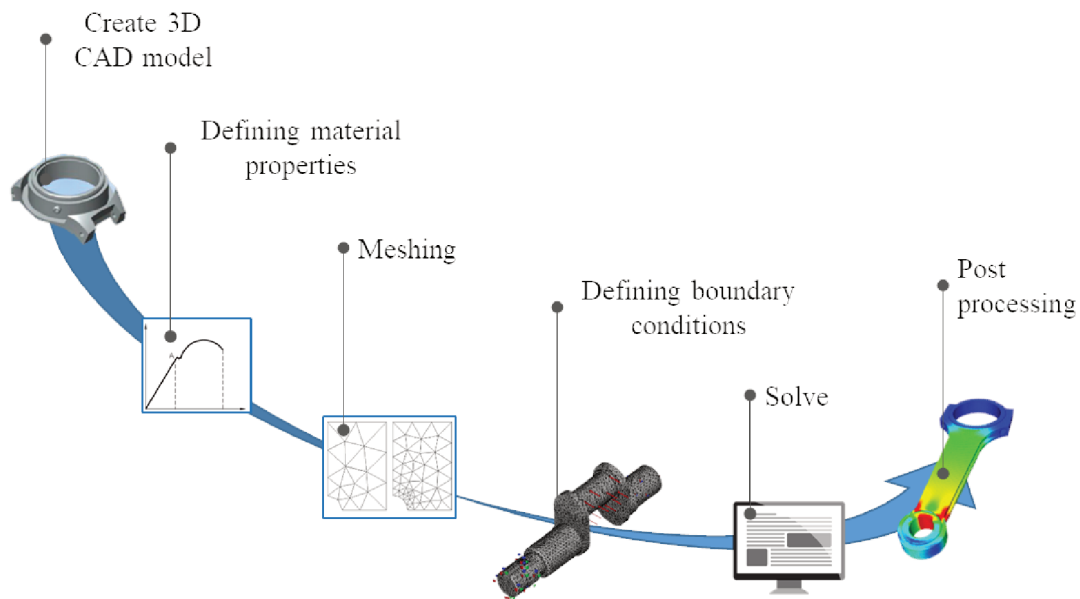 Create 3D
CAD model
Defining material
properties
Meshing
Defining boundary
conditions
Solve
Post
processing
A